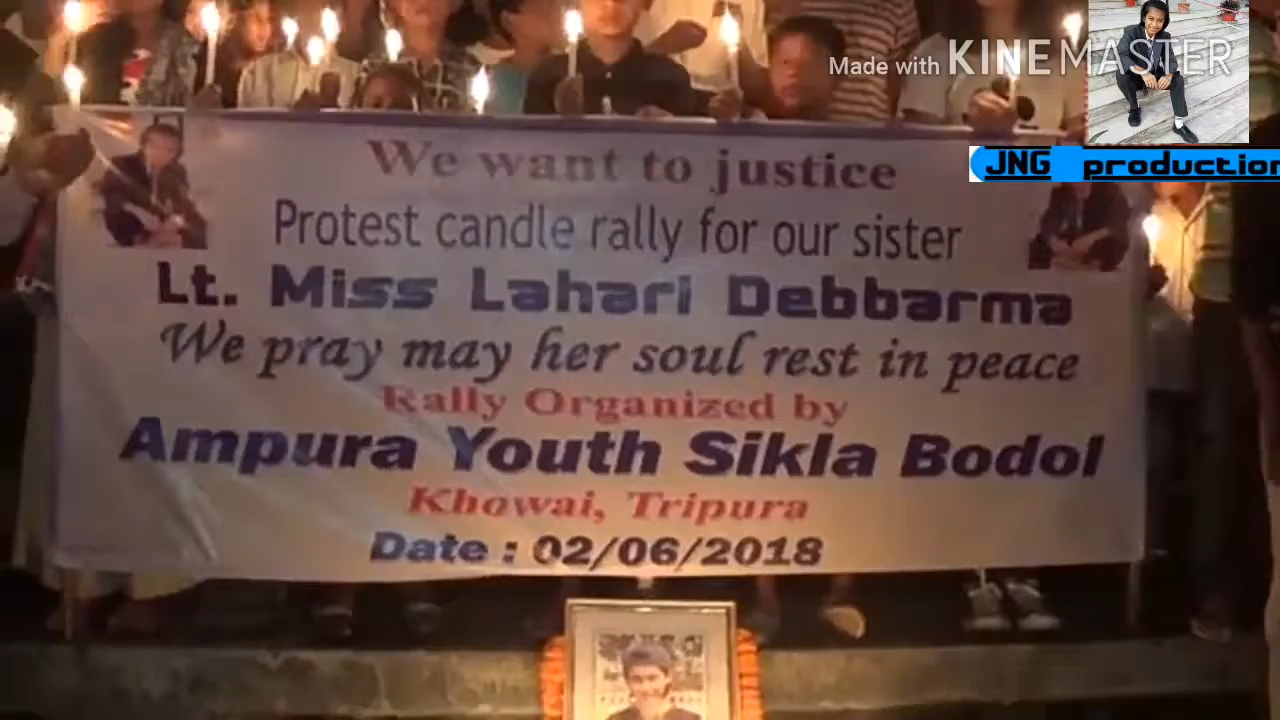 Made with KINEMASTER
JNG production
We want to justice
Protest candle rally for our sister
Lt. Miss Lahari Debbarma
We pray may her soul rest in peace
Rally Organized by
Ampura Youth Sikla Bodol
Khowai, Tripura
Date : 02/06/2018